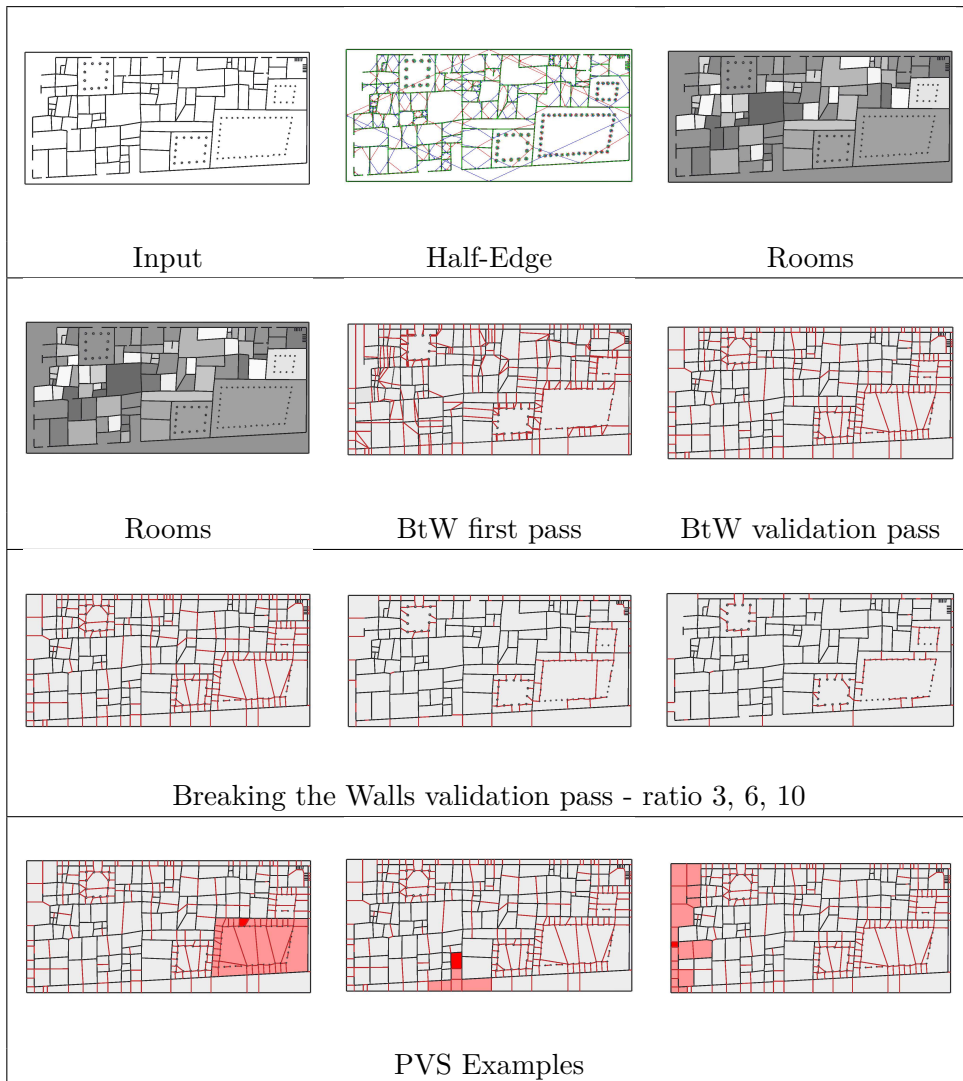 Input
Half-Edge
Rooms
Rooms
BtW first pass
BtW validation pass
Breaking the Walls validation pass - ratio 3, 6, 10
PVS Examples